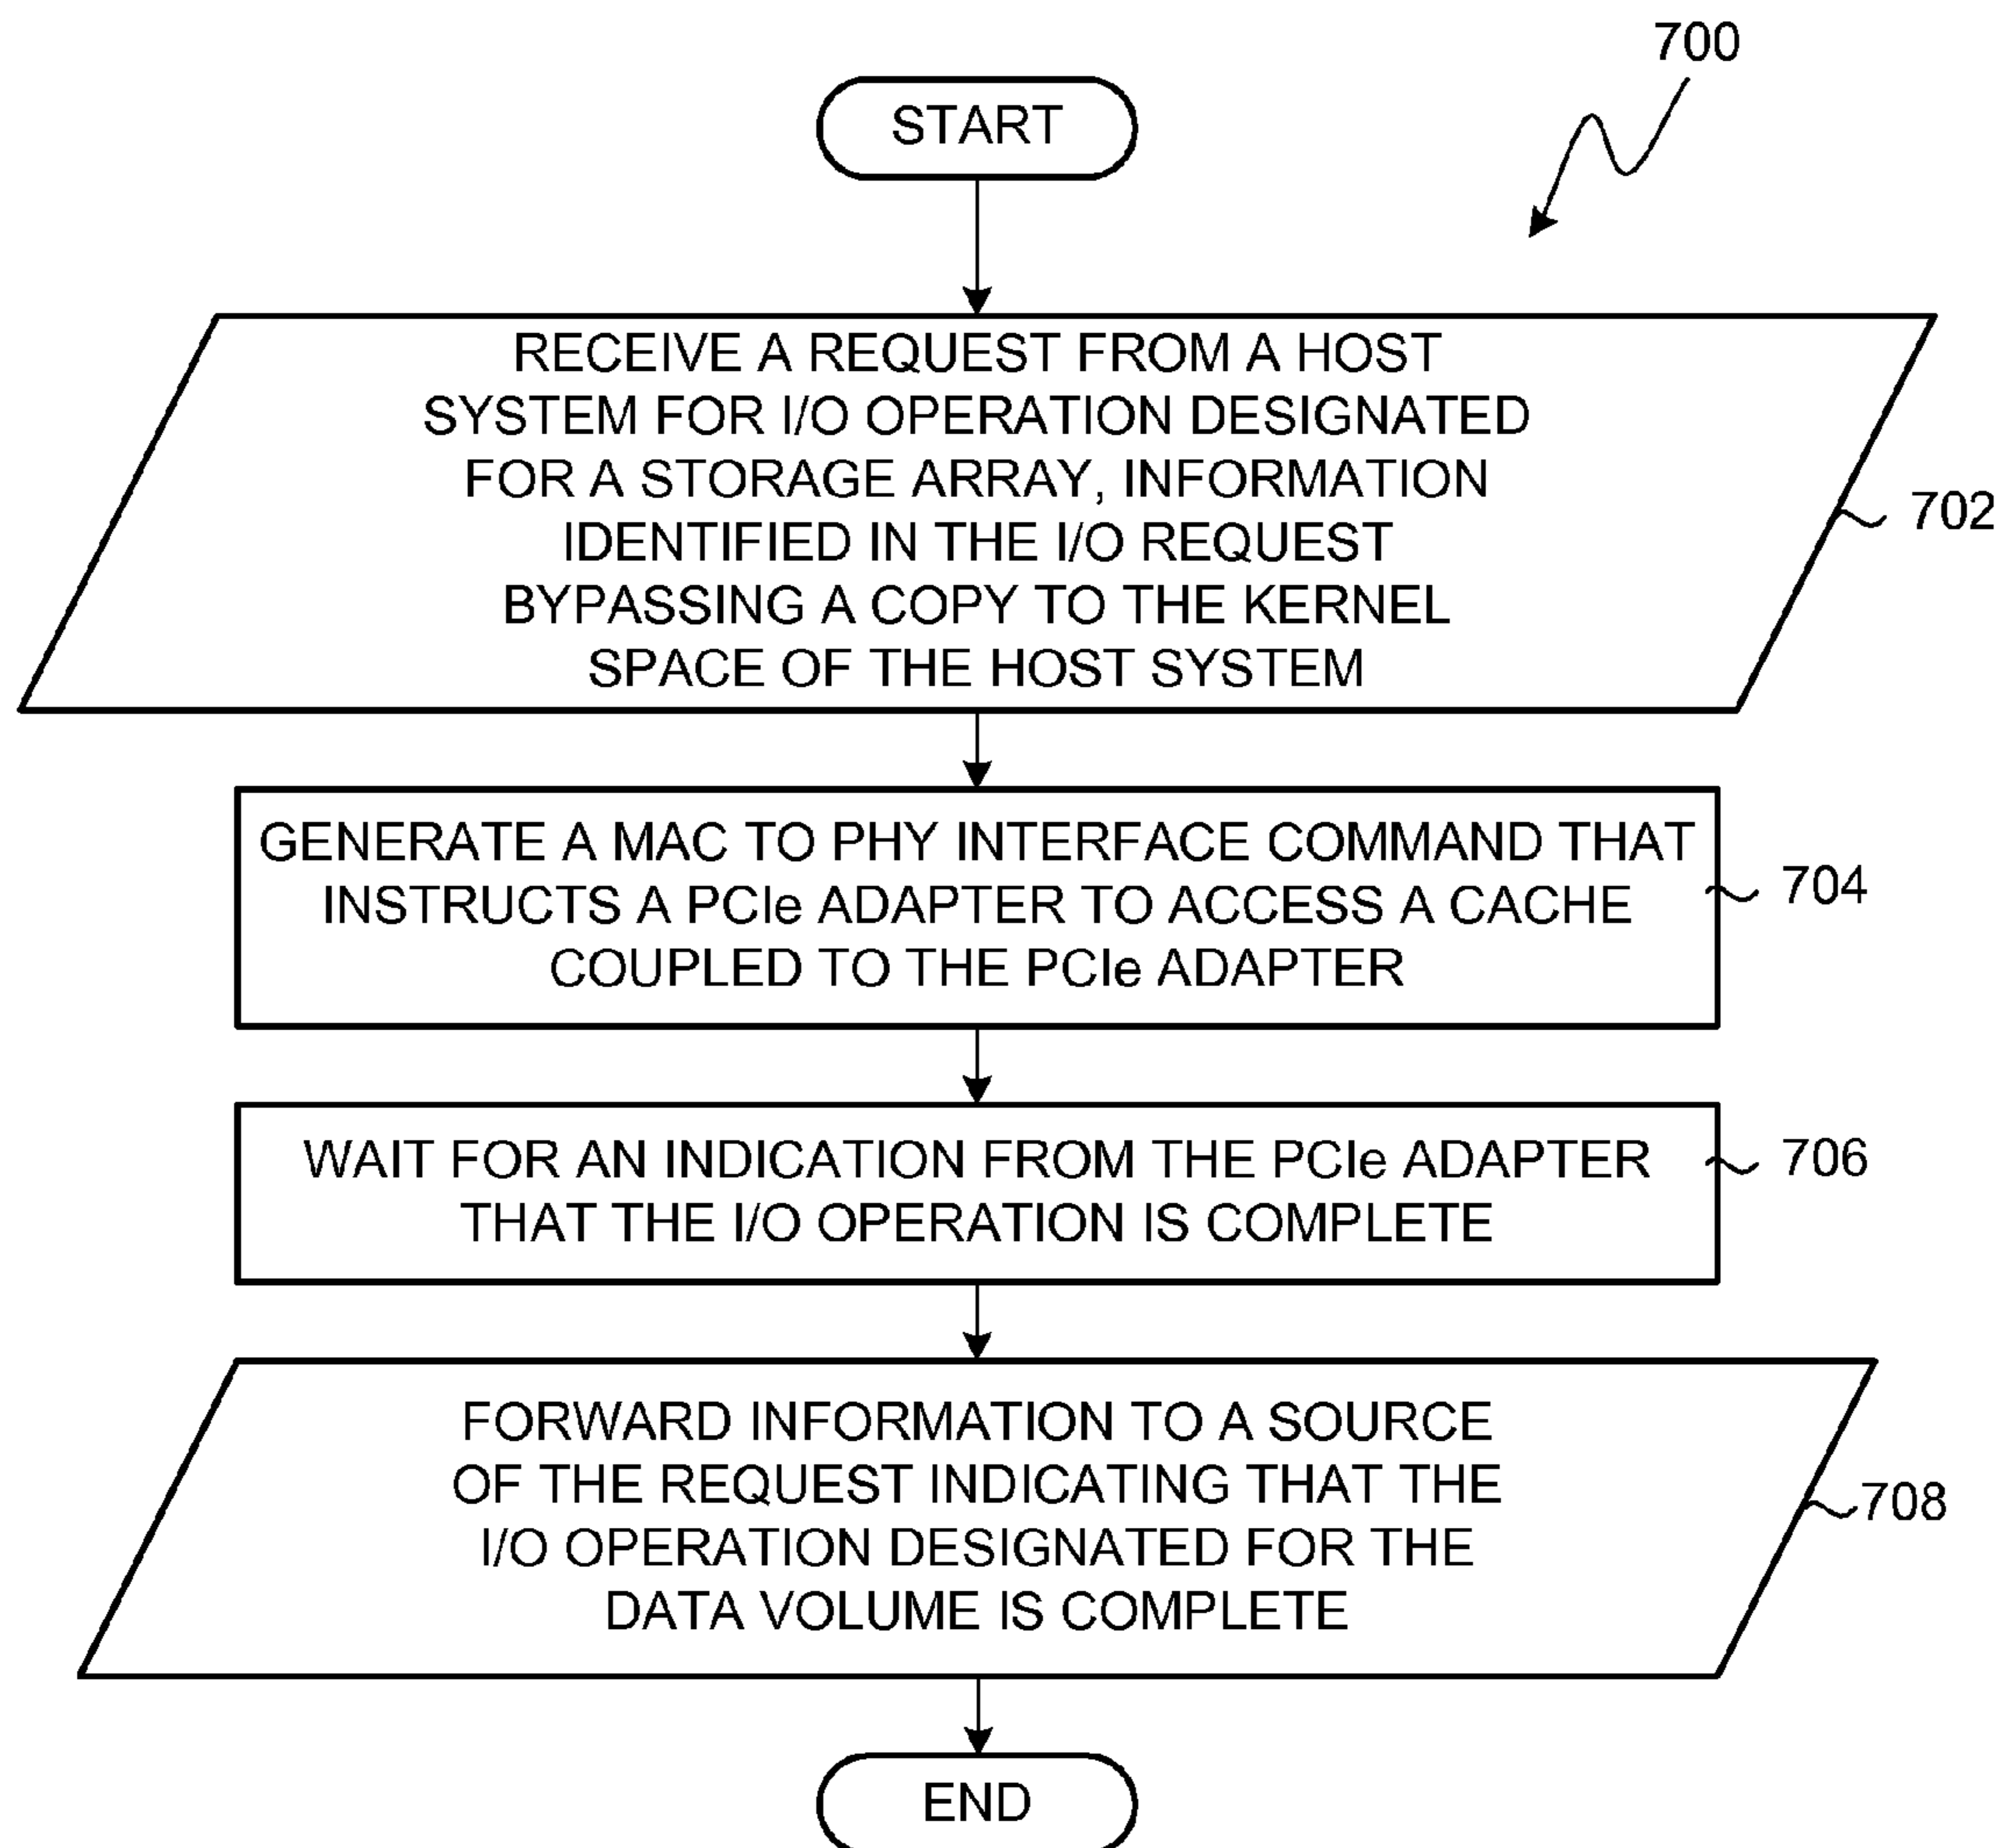 700
START
RECEIVE A REQUEST FROM A HOST
SYSTEM FOR I/O OPERATION DESIGNATED
FOR A STORAGE ARRAY, INFORMATION
IDENTIFIED IN THE I/O REQUEST
BYPASSING A COPY TO THE KERNEL
SPACE OF THE HOST SYSTEM
702
GENERATE A MAC TO PHY INTERFACE COMMAND THAT
INSTRUCTS A PCIe ADAPTER TO ACCESS A CACHE
COUPLED TO THE PCIe ADAPTER
704
WAIT FOR AN INDICATION FROM THE PCIe ADAPTER
THAT THE I/O OPERATION IS COMPLETE
706
FORWARD INFORMATION TO A SOURCE
OF THE REQUEST INDICATING THAT THE
I/O OPERATION DESIGNATED FOR THE
DATA VOLUME IS COMPLETE
708
END